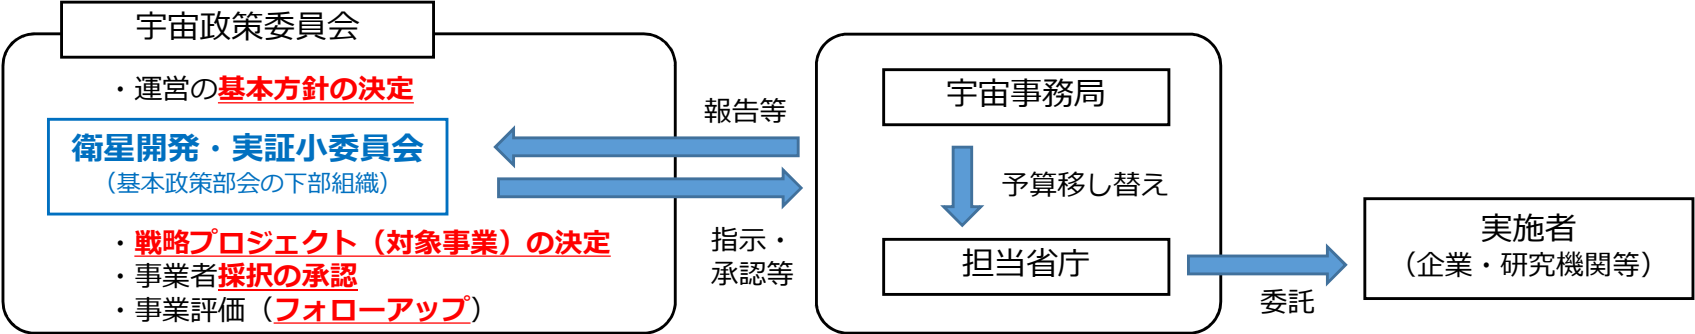 宇宙政策委員会
・運営の基本方針の決定
衛星開発・実証小委員会
（基本政策部会の下部組織）
・戦略プロジェクト（対象事業）の決定
・事業者採択の承認
・事業評価（フォローアップ）
報告等
指示・
承認等
宇宙事務局
予算移し替え
担当省庁
委託
実施者
（企業・研究機関等）